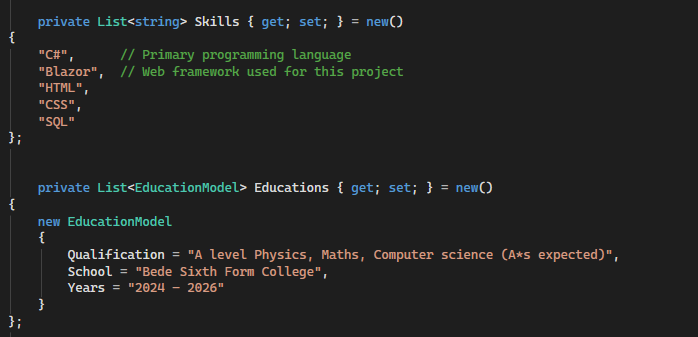 private List<string> Skills { get; set; } = new()
{
"C#", // Primary programming language
"Blazor", // Web framework used for this project
"HTML",
"CSS",
"SQL"
};
private List<EducationModel> Educations { get; set; } = new()
{
new EducationModel
{
Qualification = "A level Physics, Maths, Computer science (A*s expected)",
School = "Bede Sixth Form College",
Years = "2024 – 2026"
}
};